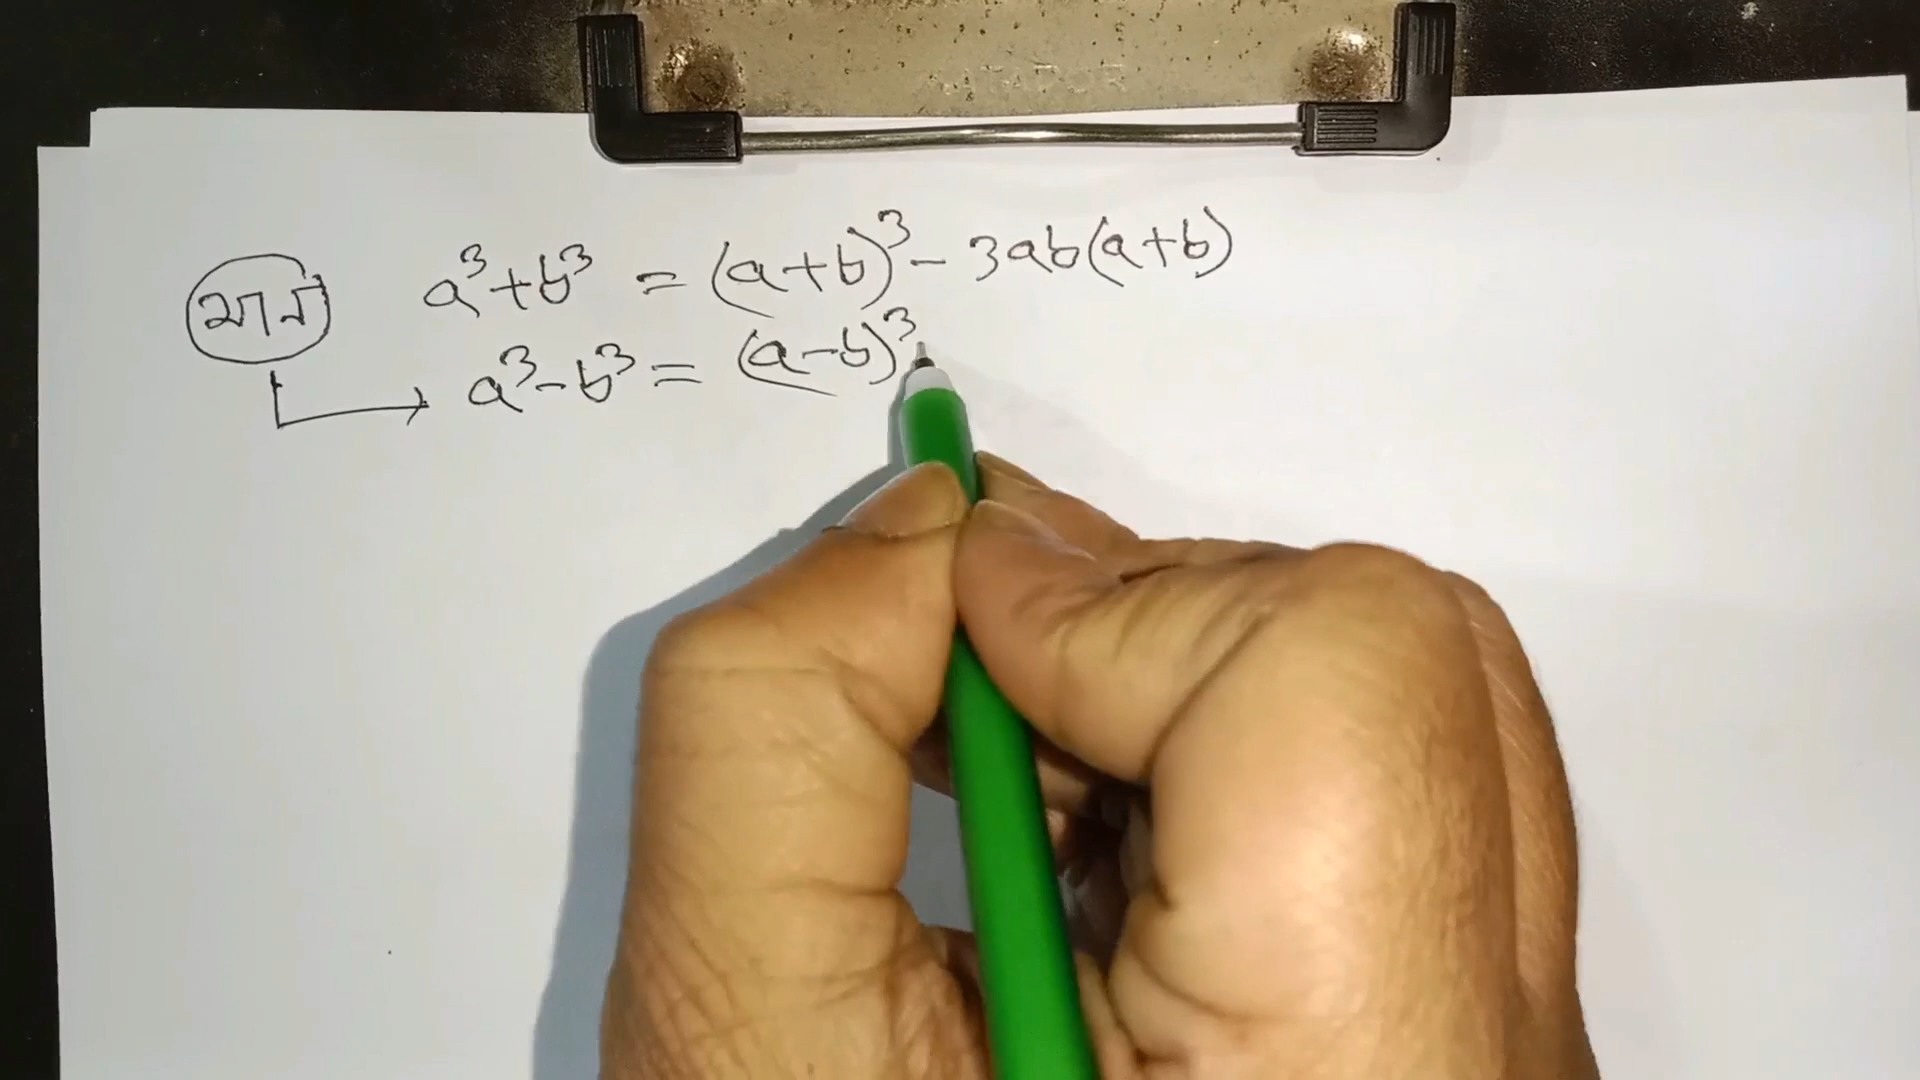 মান a³+b³ = (a+b)³ - 3ab(a+b)
a³-b³ = (a-b)³